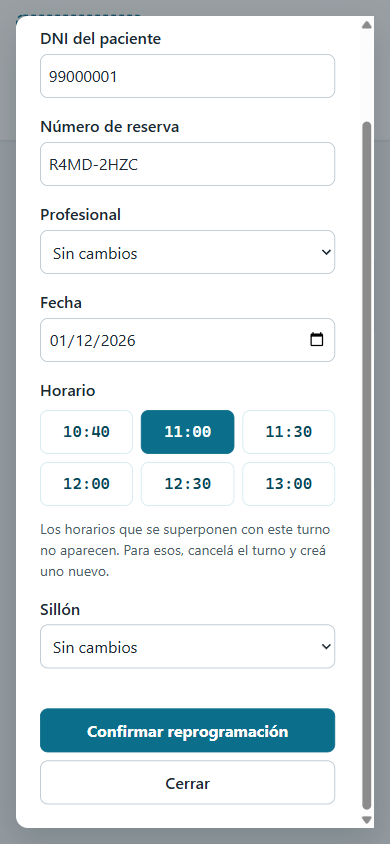 DNI del paciente
99000001
Número de reserva
R4MD-2HZC
Profesional
Sin cambios
Fecha
01/12/2026
Horario
10:40 11:00 11:30
12:00 12:30 13:00
Los horarios que se superponen con este turno
no aparecen. Para esos, cancelá el turno y creá
uno nuevo.
Sillón
Sin cambios
Confirmar reprogramación
Cerrar